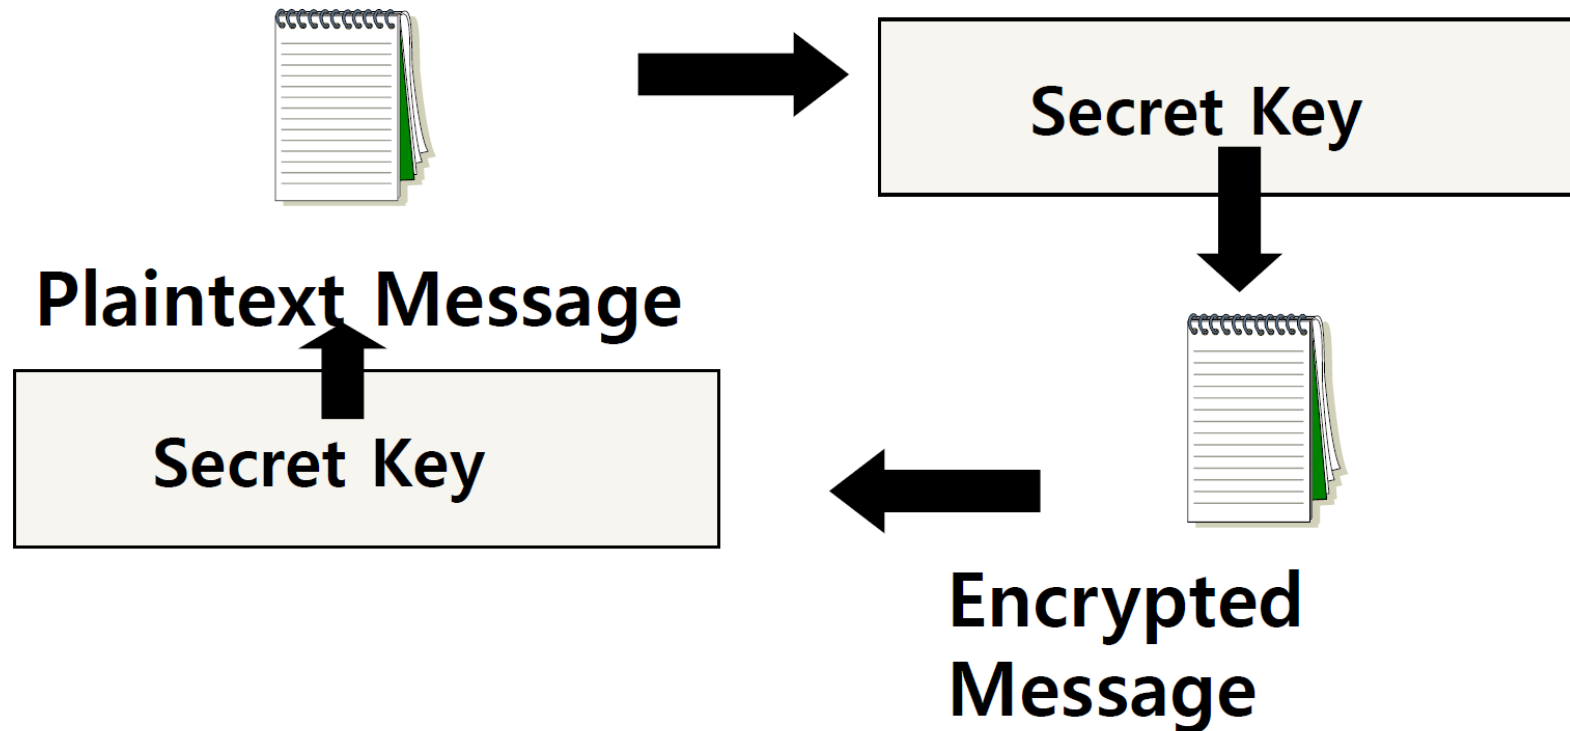 Secret Key
Plaintext Message
Secret Key
Encrypted
Message